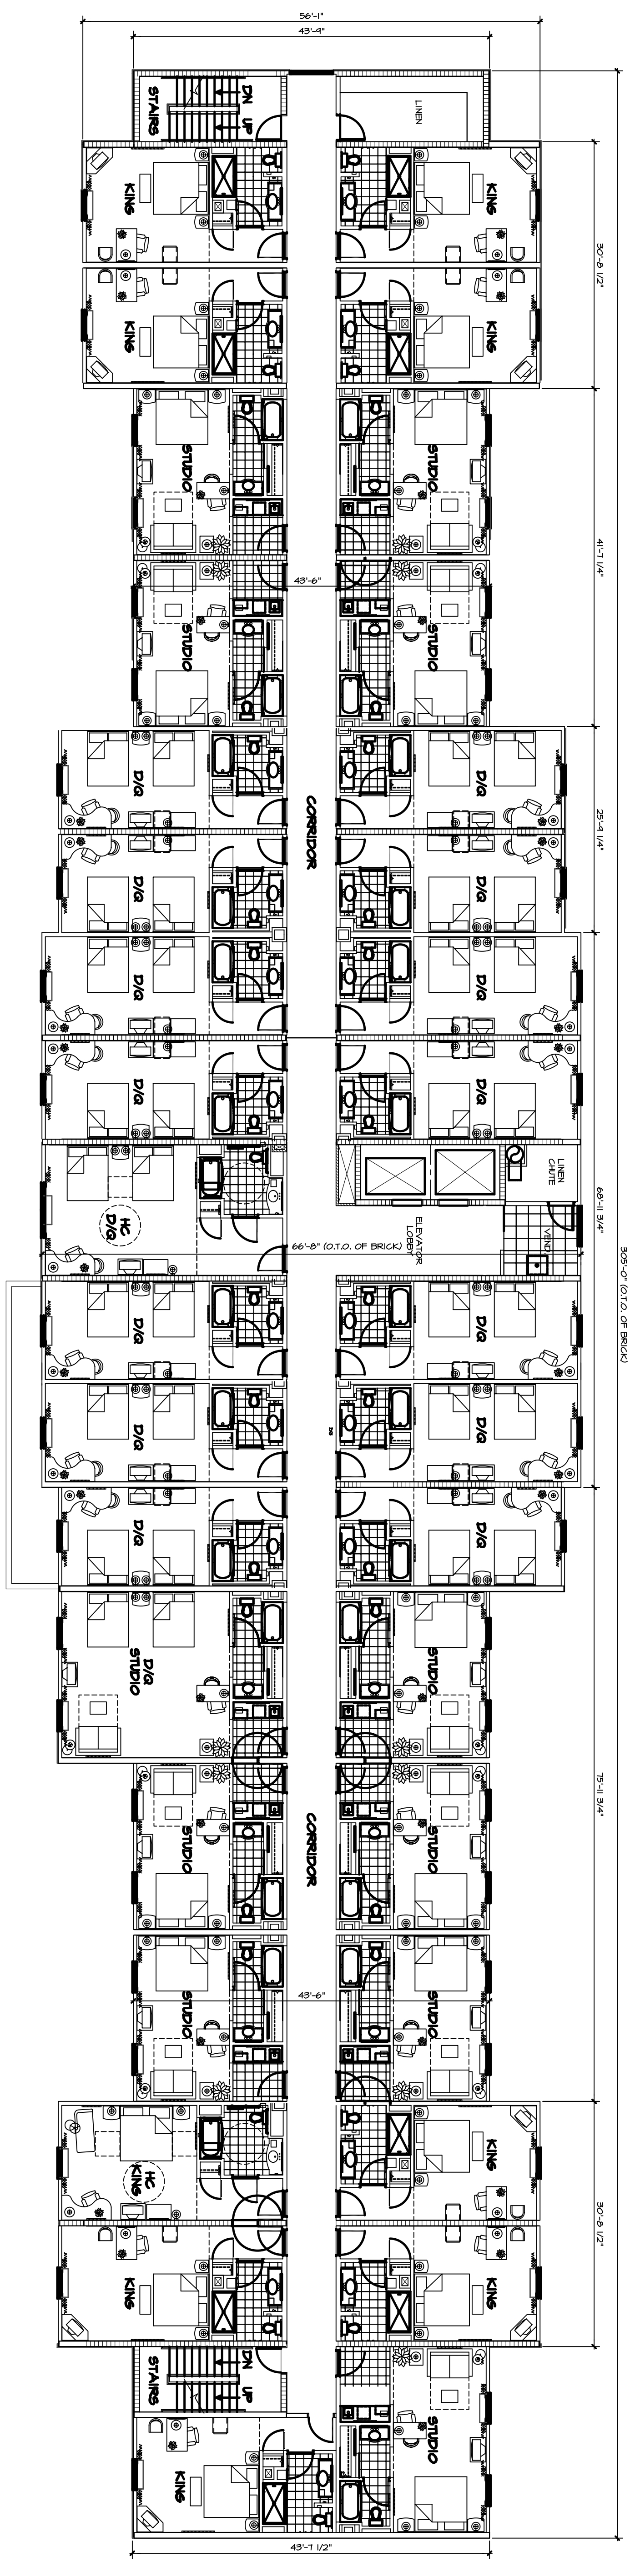 56'-1"
43'-9"
DN
UP
STAIRS
LINEN
KING
KING
30'-8 1/2"
KING
KING
STUDIO
STUDIO
41'-7 1/4"
43'-6"
STUDIO
STUDIO
D/Q
D/Q
CORRIDOR
25'-9 1/4"
D/Q
D/Q
D/Q
D/Q
D/Q
D/Q
LINEN
CHUTE
HC
D/Q
ELEVATOR
LOBBY
VEND
68'-11 3/4"
66'-8" (O.T.O. OF BRICK)
305'-0" (O.T.O. OF BRICK)
D/Q
D/Q
D/Q
D/Q
D/Q
D/Q
D/Q
STUDIO
STUDIO
75'-11 3/4"
STUDIO
CORRIDOR
STUDIO
43'-6"
STUDIO
STUDIO
HC
KING
KING
30'-8 1/2"
KING
KING
DN
UP
STAIRS
STUDIO
KING
43'-7 1/2"